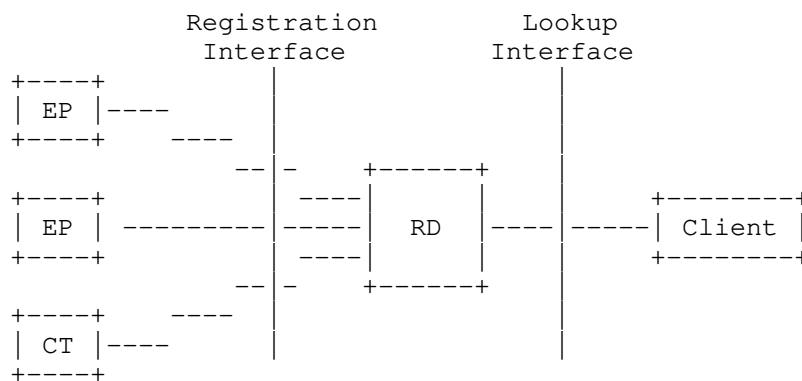 Registration Lookup
Interface Interface
EP
EP RD Client
CT